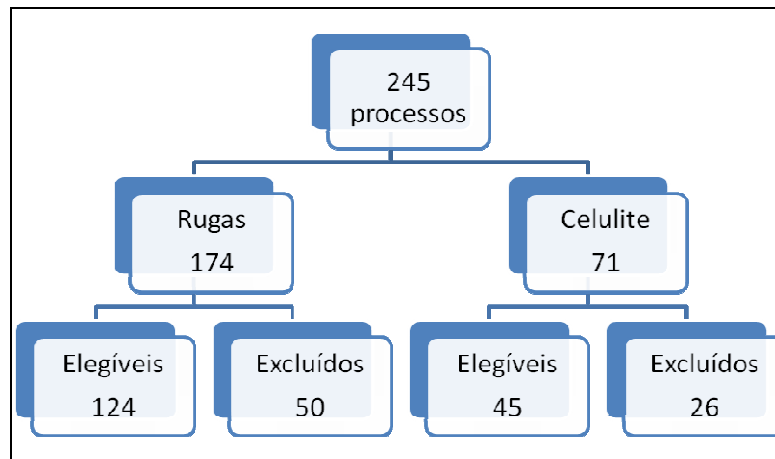 245
processos
Rugas
174
Celulite
71
Elegíveis
124
Excluídos
50
Elegíveis
45
Excluídos
26